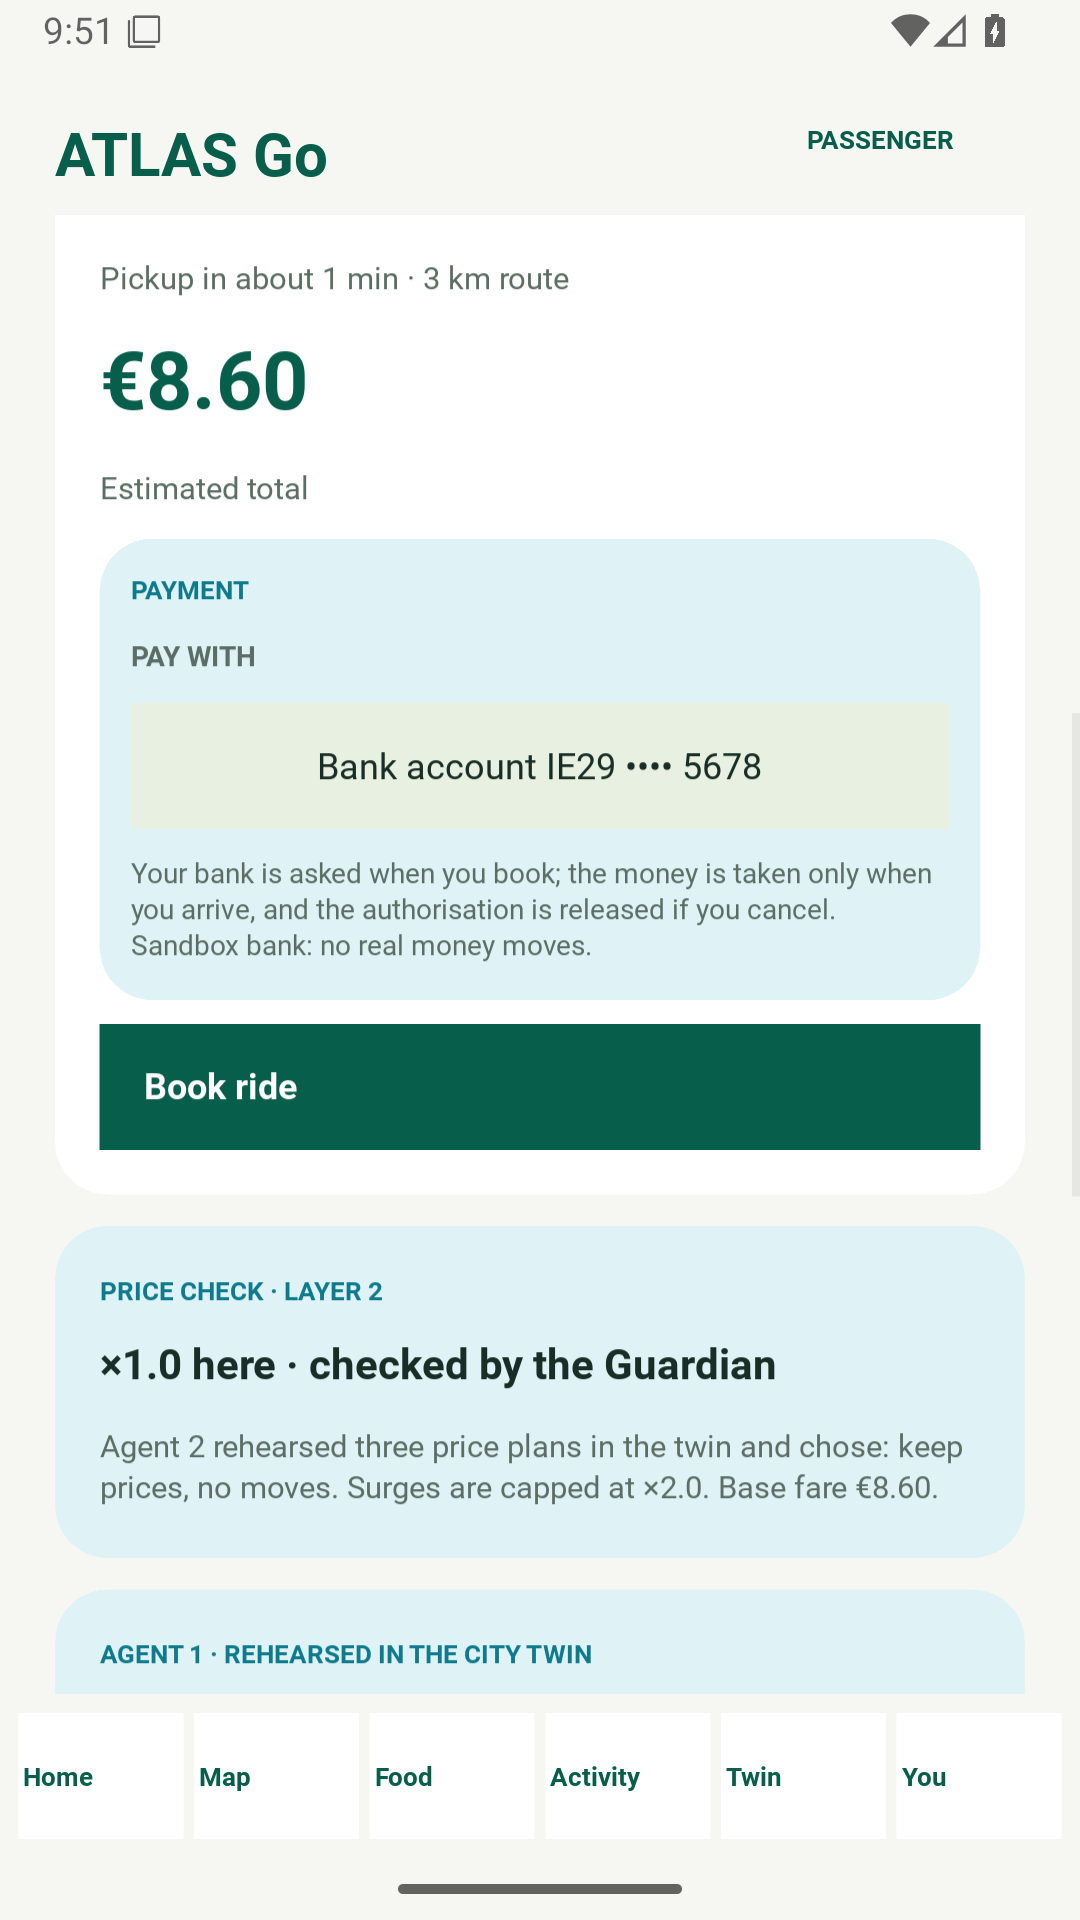 9:51
ATLAS Go
PASSENGER
Pickup in about 1 min · 3 km route
€8.60
Estimated total
PAYMENT
PAY WITH
Bank account IE29 •••• 5678
Your bank is asked when you book; the money is taken only when
you arrive, and the authorisation is released if you cancel.
Sandbox bank: no real money moves.
Book ride
PRICE CHECK · LAYER 2
×1.0 here · checked by the Guardian
Agent 2 rehearsed three price plans in the twin and chose: keep
prices, no moves. Surges are capped at ×2.0. Base fare €8.60.
AGENT 1 · REHEARSED IN THE CITY TWIN
Home
Map
Food
Activity
Twin
You